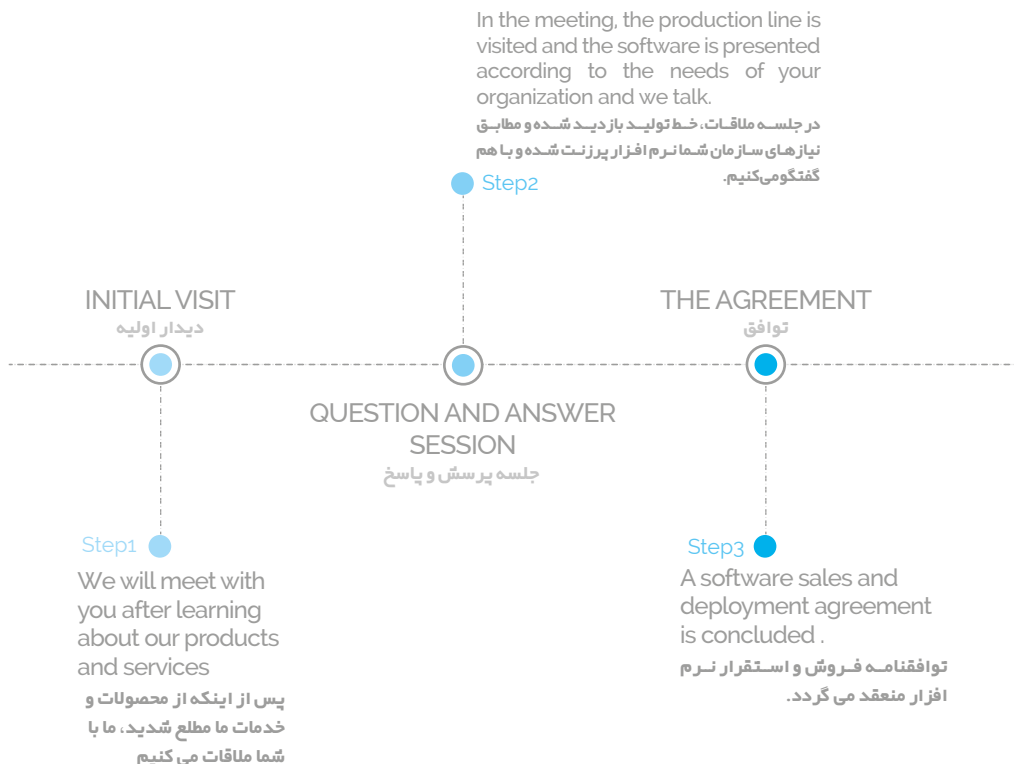 In the meeting, the production line is
visited and the software is presented
according to the needs of your
organization and we talk.
در جلسه ملاقات، خط تولید بازدید شده و مطابق
نیازهای سازمان شما نرم افزار پرزنت شده و با هم
گفتگومی‌کنیم.
Step2
INITIAL VISIT
دیدار اولیه
THE AGREEMENT
توافق
QUESTION AND ANSWER
SESSION
جلسه پرسش و پاسخ
Step1
We will meet with
you after learning
about our products
and services
پس از اینکه از محصولات و
خدمات ما مطلع شدید، ما با
شما ملاقات می کنیم
Step3
A software sales and
deployment agreement
is concluded .
توافقنامه فروش و استقرار نرم
افزار منعقد می گردد.